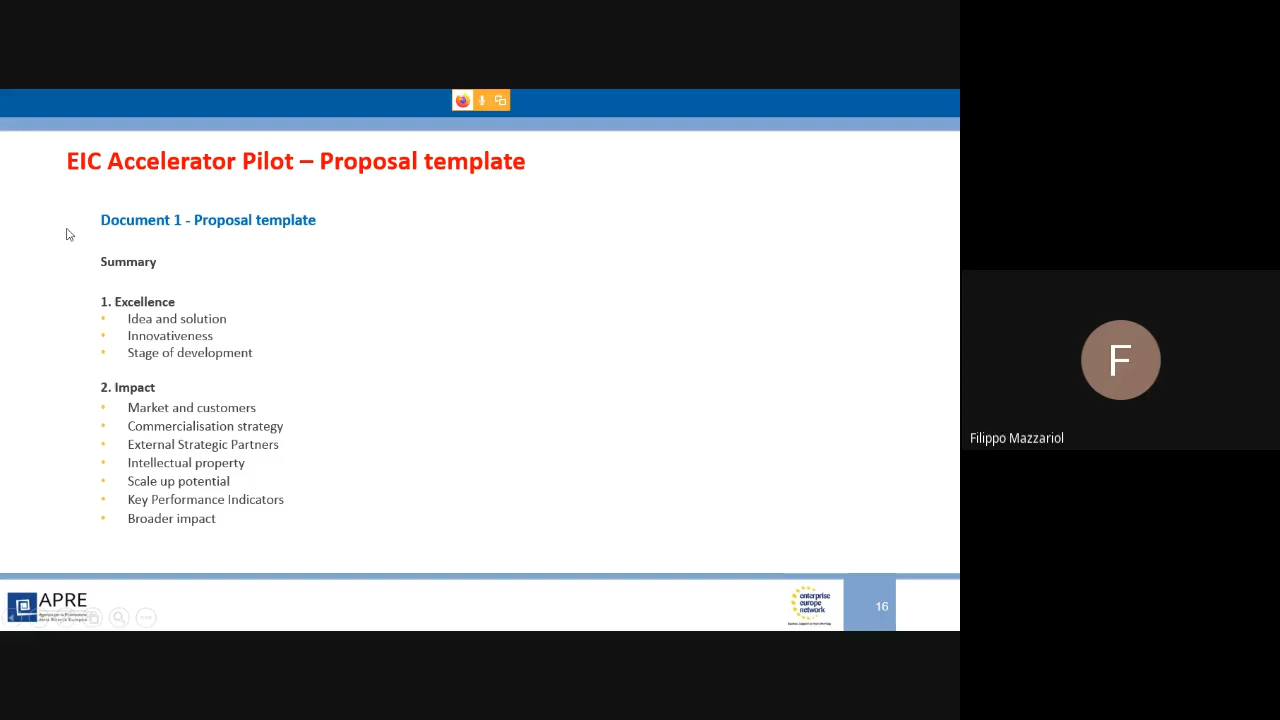 EIC Accelerator Pilot – Proposal template
Document 1 - Proposal template
Summary
1. Excellence
• Idea and solution
• Innovativeness
• Stage of development
2. Impact
• Market and customers
• Commercialisation strategy
• External Strategic Partners
• Intellectual property
• Scale up potential
• Key Performance Indicators
• Broader impact
F
Filippo Mazzariol
APRE
enterprise
europe
network
16